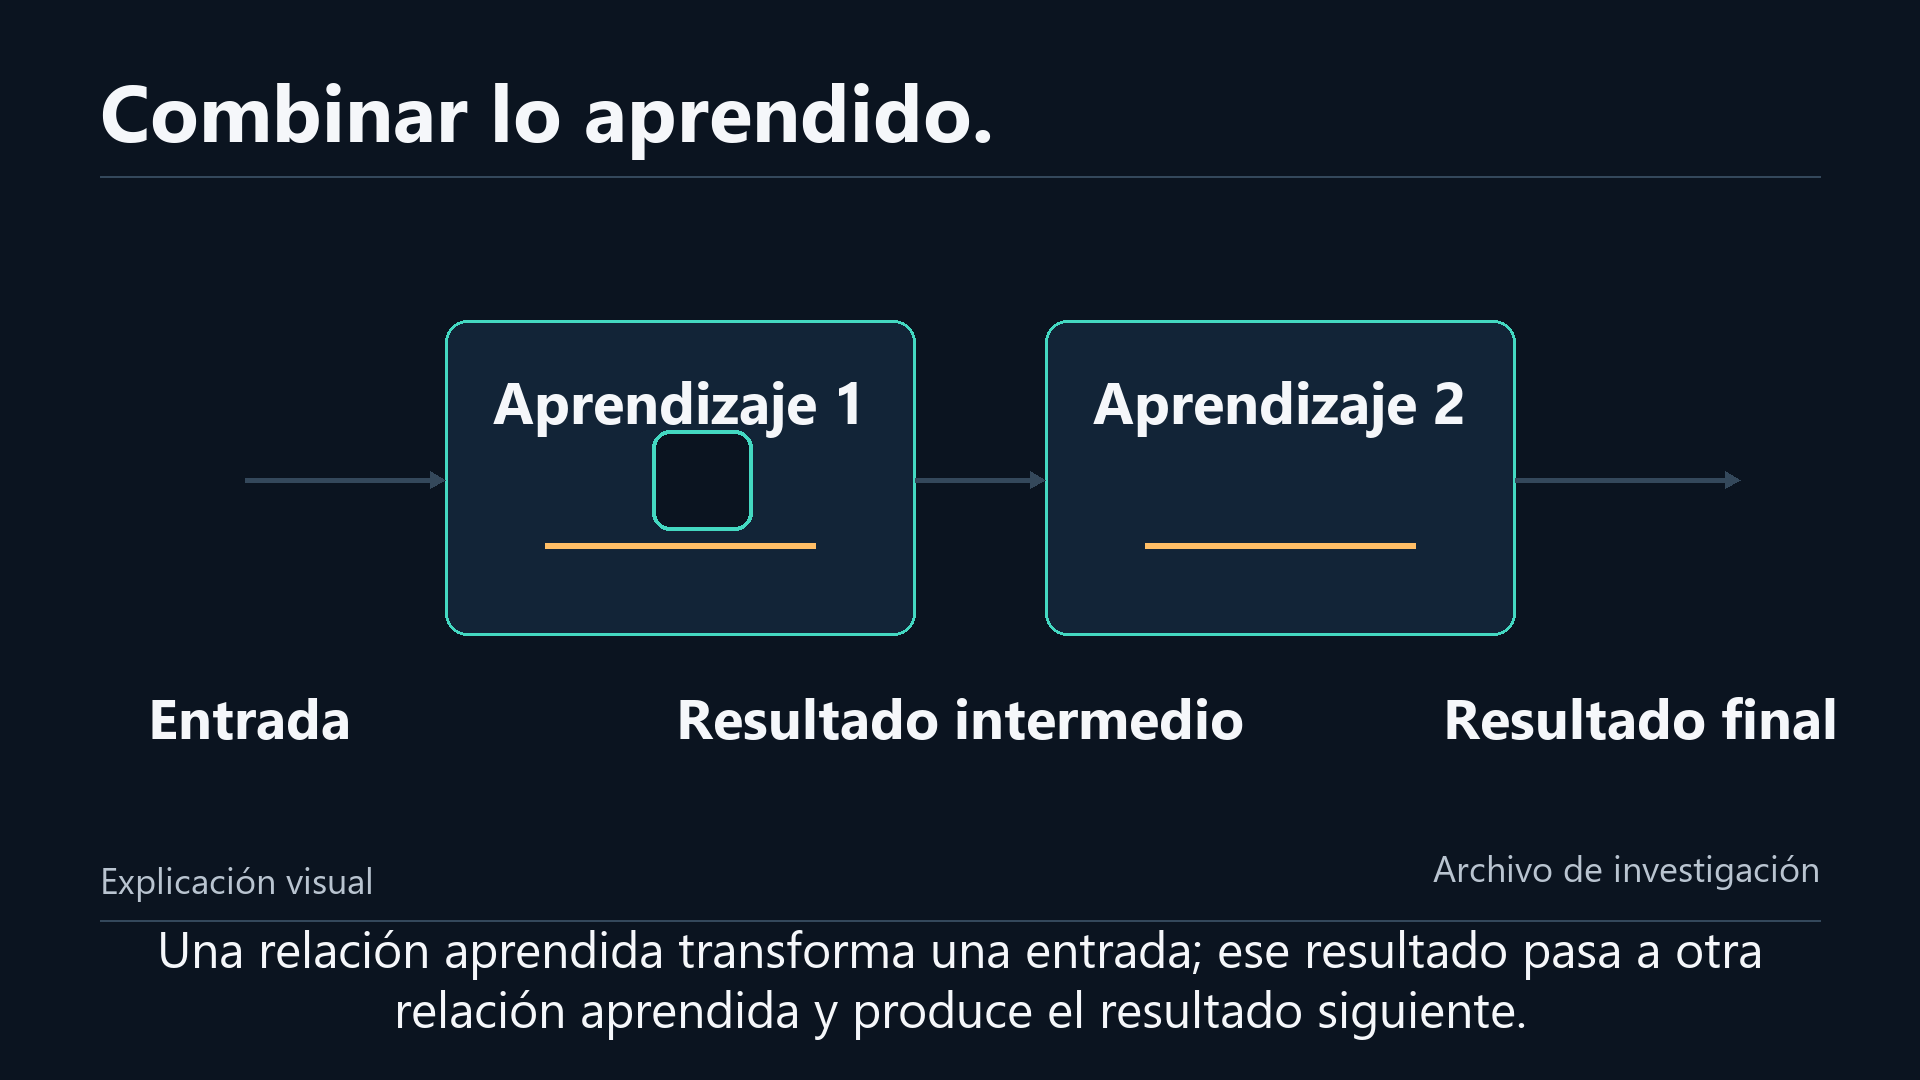 Combinar lo aprendido.
Aprendizaje 1
Aprendizaje 2
Entrada
Resultado intermedio
Resultado final
Explicación visual
Archivo de investigación
Una relación aprendida transforma una entrada; ese resultado pasa a otra
relación aprendida y produce el resultado siguiente.